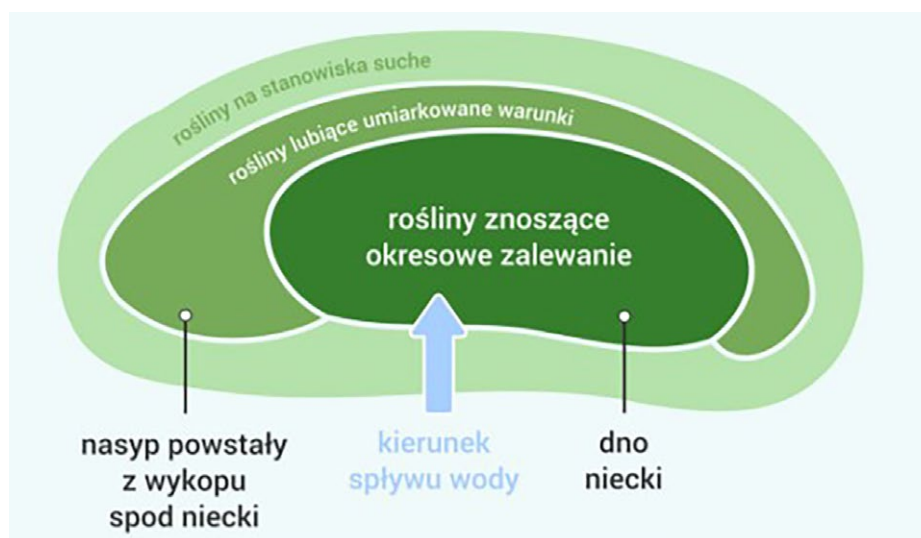 rośliny na stanowiska suche
rośliny lubiące umiarkowane warunki
rośliny znoszące
okresowe zalewanie
nasyp powstały
z wykopu
spod niecki
kierunek
spływu wody
dno
niecki